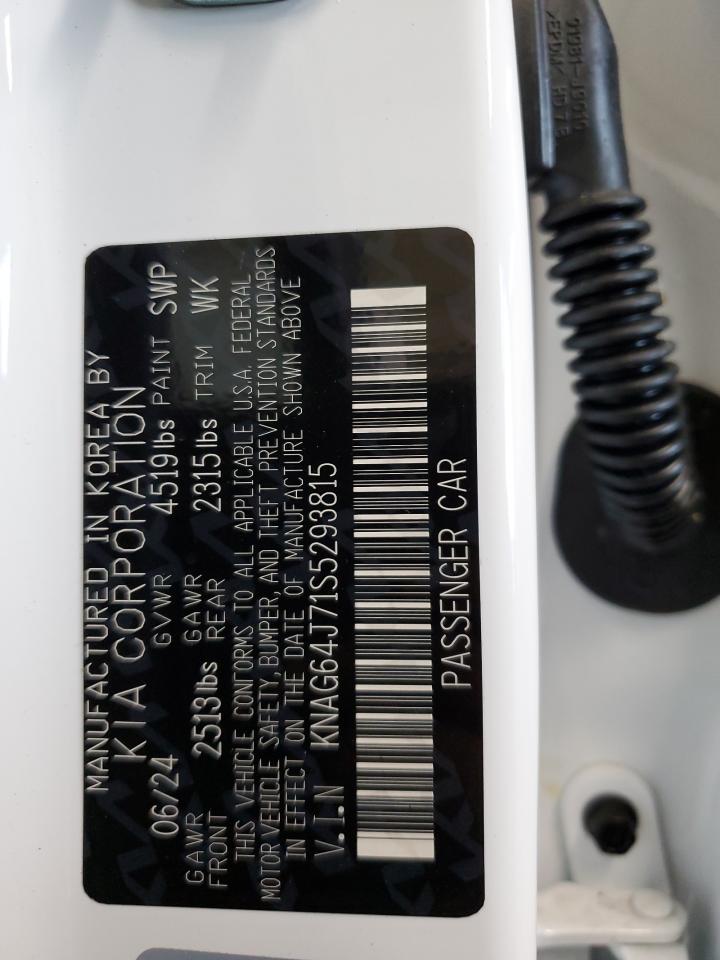 MANUFACTURED IN KOREA BY
KIA CORPORATION
06/24 GVWR 4519lbs PAINT SWP
GAWR FRONT 2513lbs GAWR REAR 2315lbs TRIM WK
THIS VEHICLE CONFORMS TO ALL APPLICABLE U.S.A. FEDERAL
MOTOR VEHICLE SAFETY, BUMPER, AND THEFT PREVENTION STANDARDS
IN EFFECT ON THE DATE OF MANUFACTURE SHOWN ABOVE
V.I.N KNAG64J71S5293815
PASSENGER CAR
>EPDM<